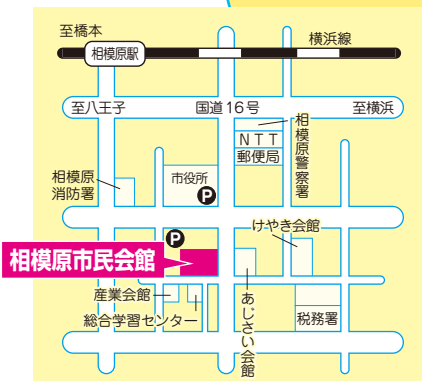 至橋本
横浜線
相模原駅
至八王子
国道16号
至横浜
NTT
郵便局
相模原警察署
相模原
消防署
市役所
P
けやき会館
P
相模原市民会館
産業会館
総合学習センター
あじさい会館
税務署